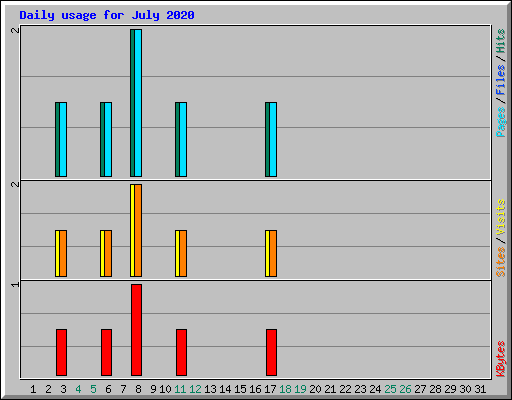 Daily usage for July 2020
2
2
1
Pages / Files / Hits
Sites / Visits
KBytes
1 2 3 4 5 6 7 8 9 10 11 12 13 14 15 16 17 18 19 20 21 22 23 24 25 26 27 28 29 30 31